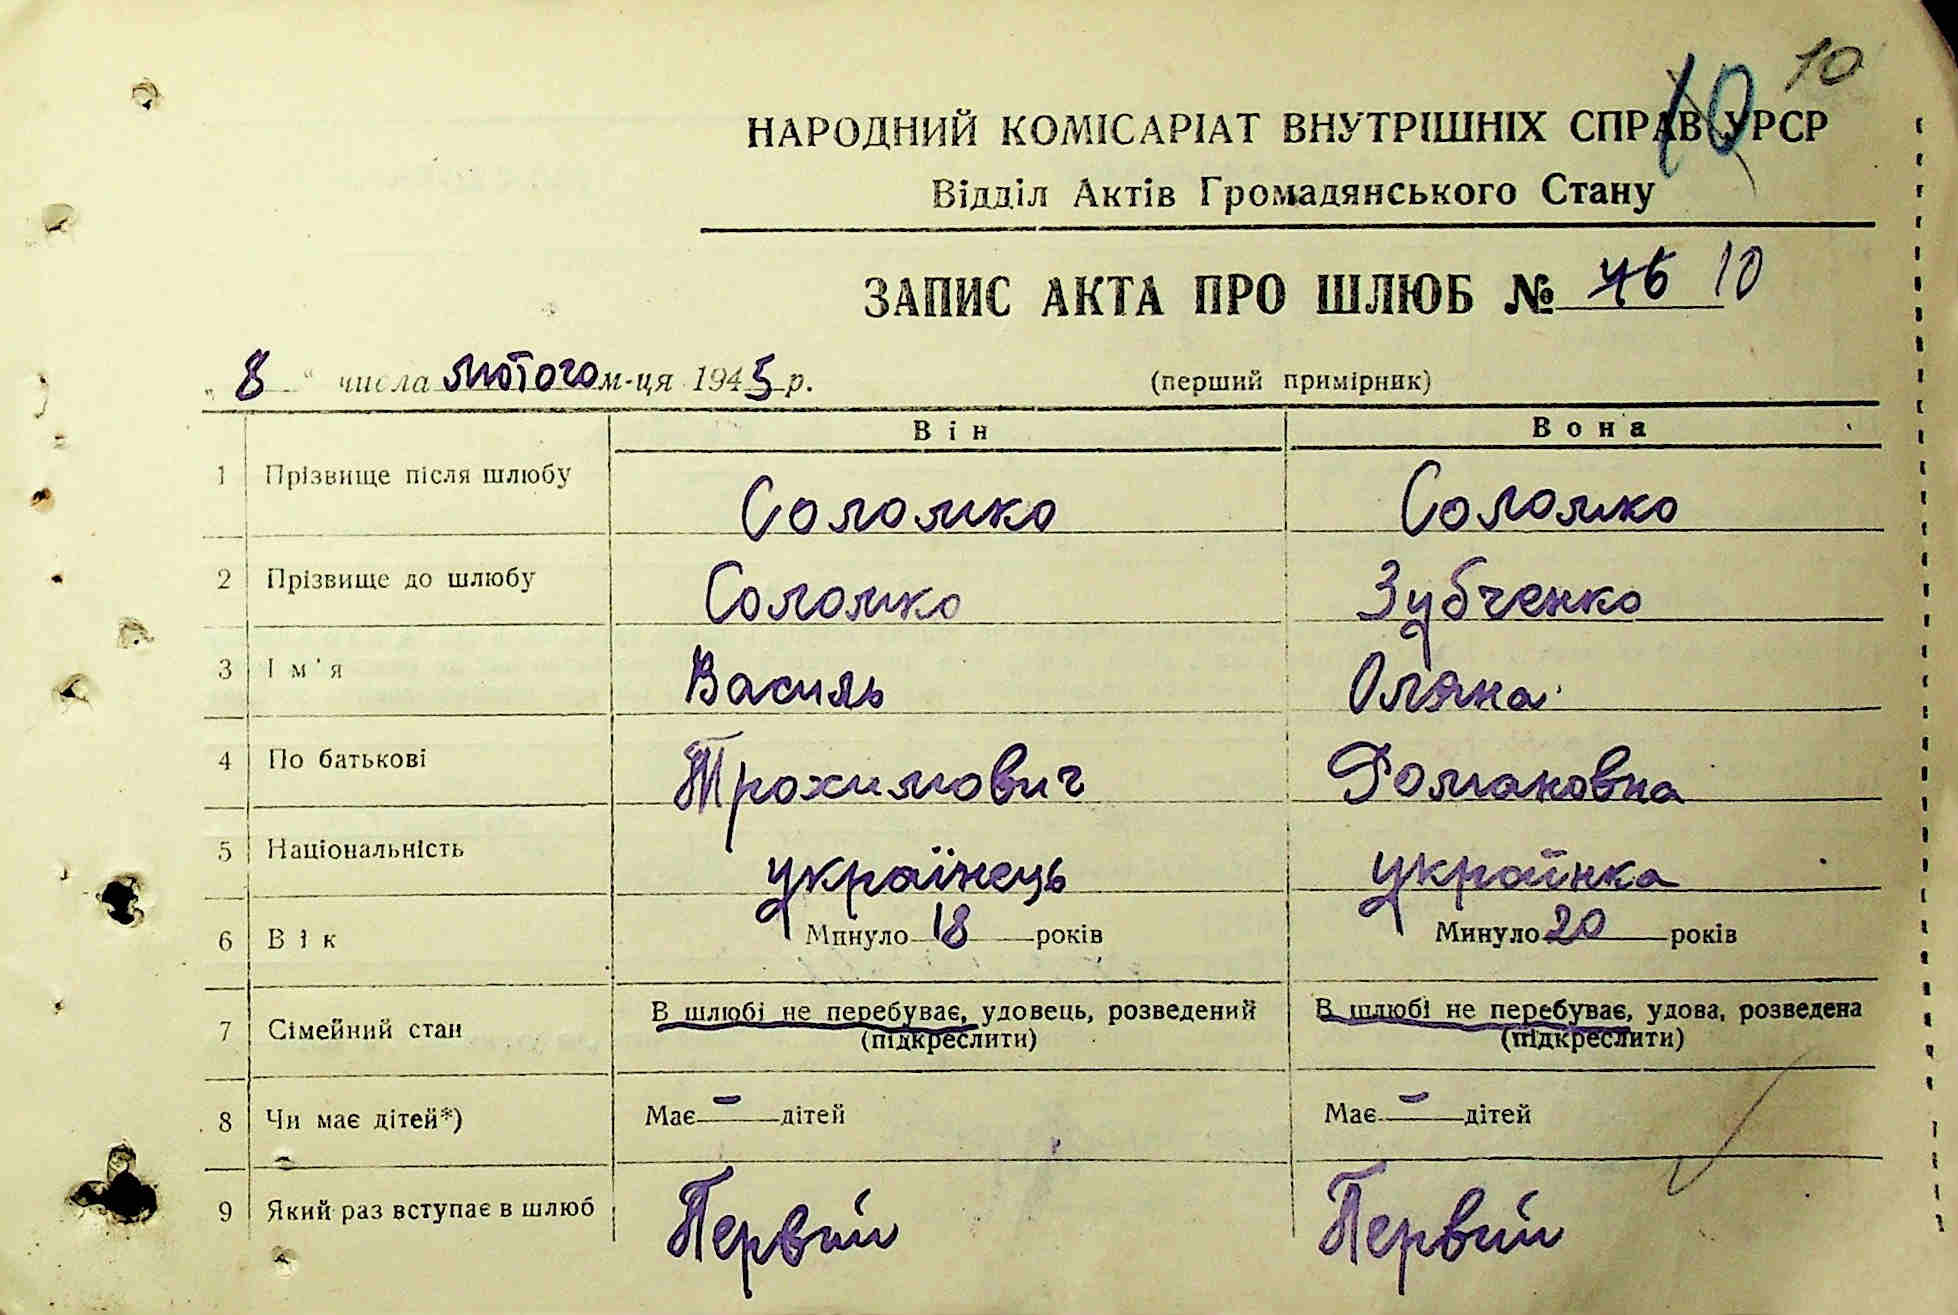 10
10
НАРОДНИЙ КОМІСАРІАТ ВНУТРІШНІХ СПРАВ УРСР
Відділ Актів Громадянського Стану
ЗАПИС АКТА ПРО ШЛЮБ № 46 10
„ 8 " числа лютого м-ця 1945 р. (перший примірник)
Він Вона
1 Прізвище після шлюбу Соломко Соломко
2 Прізвище до шлюбу Соломко Зубченко
3 Ім'я Василь Оляна
4 По батькові Трохимович Романовна
5 Національність українець українка
6 Вік Минуло 18 років Минуло 20 років
7 Сімейний стан В шлюбі не перебуває, удовець, розведений В шлюбі не перебуває, удова, розведена
(підкреслити) (підкреслити)
8 Чи має дітей*) Має — дітей Має — дітей
9 Який раз вступає в шлюб Первий Первий